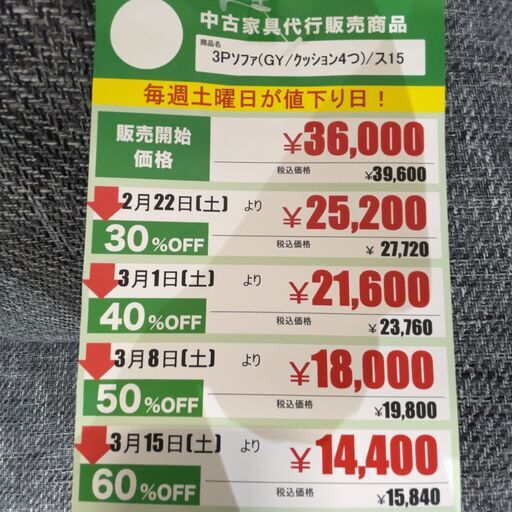 中古家具代行販売商品
商品名
3Pソファ(GY/クッション4つ)/ス15
毎週土曜日が値下り日！
販売開始
価格
¥36,000
税込価格 ¥39,600
2月22日(土) より ¥25,200
30%OFF 税込価格 ¥27,720
3月1日(土) より ¥21,600
40%OFF 税込価格 ¥23,760
3月8日(土) より ¥18,000
50%OFF 税込価格 ¥19,800
3月15日(土) より ¥14,400
60%OFF 税込価格 ¥15,840